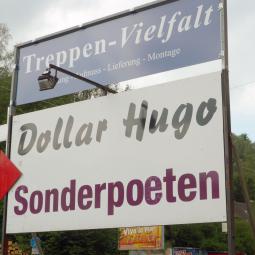 Treppen-Vielfalt
- Lieferung - Montage
Dollar Hugo
Sonderpoeten